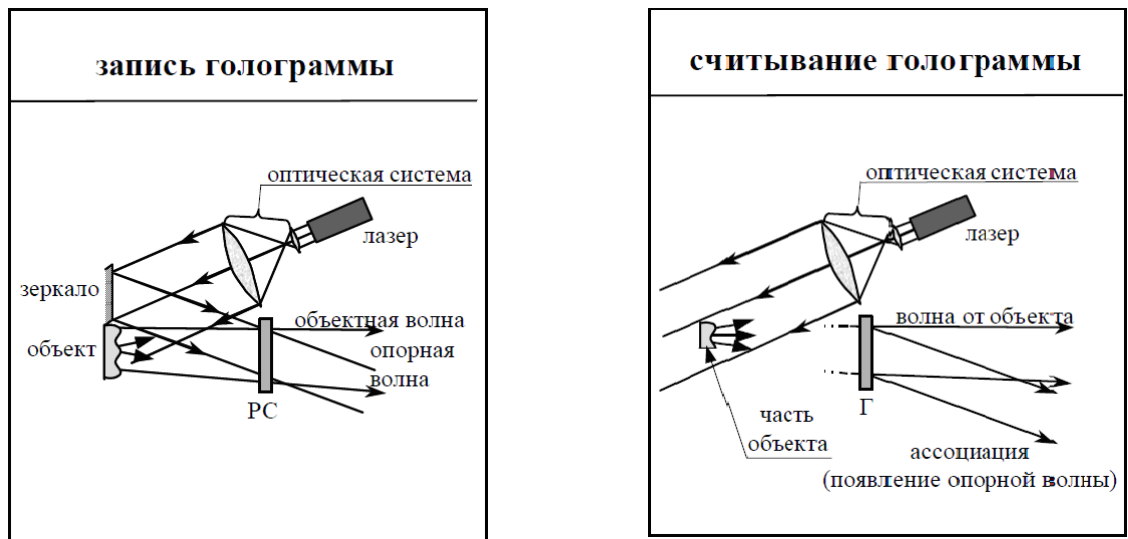 запись голограммы
оптическая система
лазер
зеркало
объект
объектная волна
опорная
волна
РС
считывание голограммы
оптическая система
лазер
волна от объекта
Г
часть
объекта
ассоциация
(появление опорной волны)